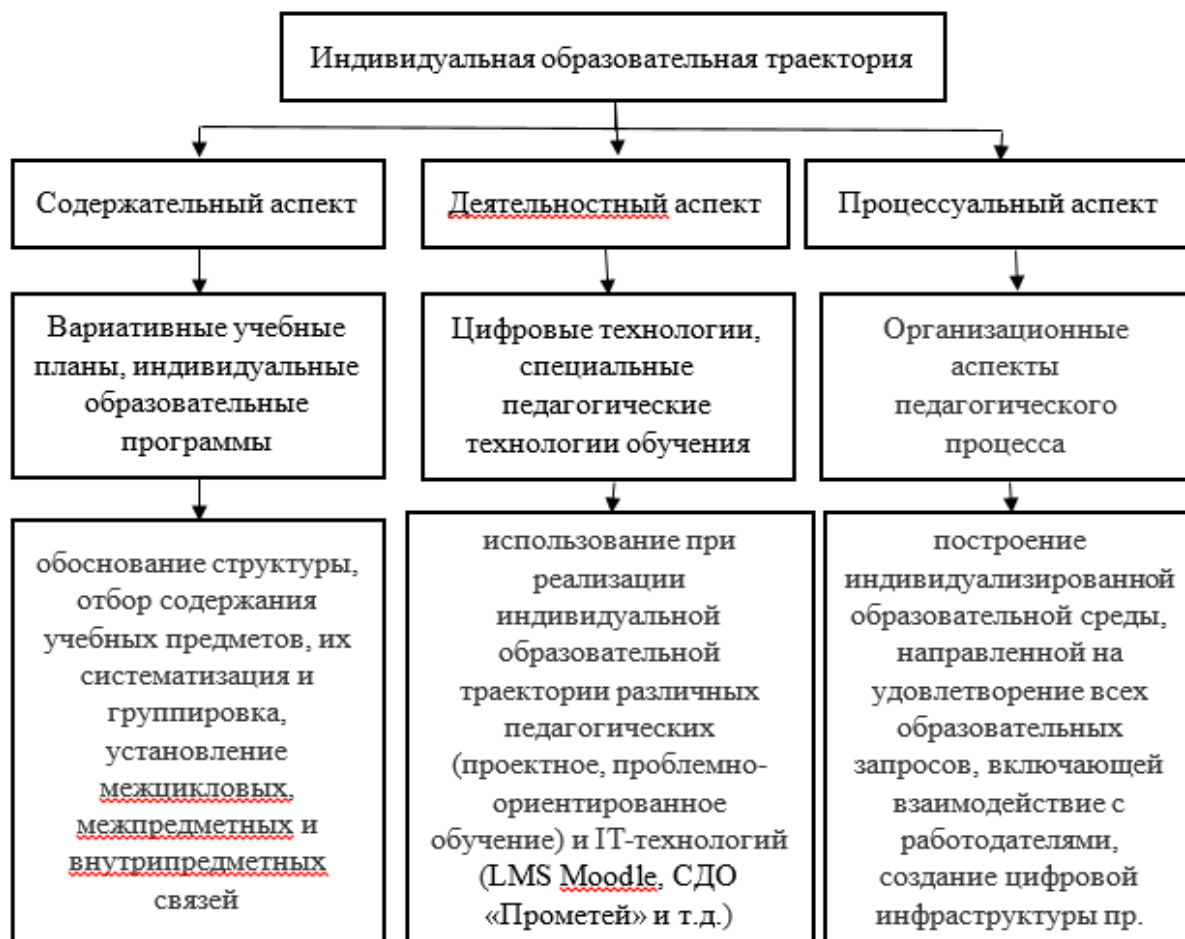 Индивидуальная образовательная траектория
Содержательный аспект
Деятельностный аспект
Процессуальный аспект
Вариативные учебные
планы, индивидуальные
образовательные
программы
Цифровые технологии,
специальные
педагогические
технологии обучения
Организационные
аспекты
педагогического
процесса
обоснование структуры,
отбор содержания
учебных предметов, их
систематизация и
группировка,
установление
межцикловых,
межпредметных и
внутрипредметных
связей
использование при
реализации
индивидуальной
образовательной
траектории различных
педагогических
(проектное, проблемно-
ориентированное
обучение) и IT-технологий
(LMS Moodle, СДО
«Прометей» и т.д.)
построение
индивидуализированной
образовательной среды,
направленной на
удовлетворение всех
образовательных
запросов, включающей
взаимодействие с
работодателями,
создание цифровой
инфраструктуры пр.